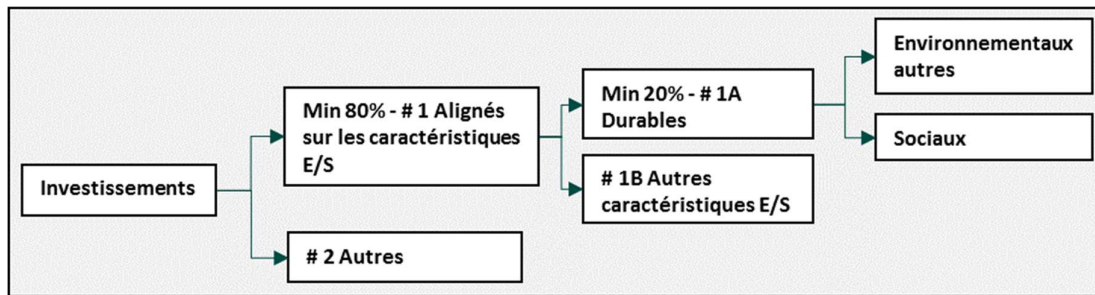 Investissements
Min 80% - # 1 Alignés
sur les caractéristiques
E/S
# 2 Autres
Min 20% - # 1A
Durables
# 1B Autres
caractéristiques E/S
Environnementaux
autres
Sociaux